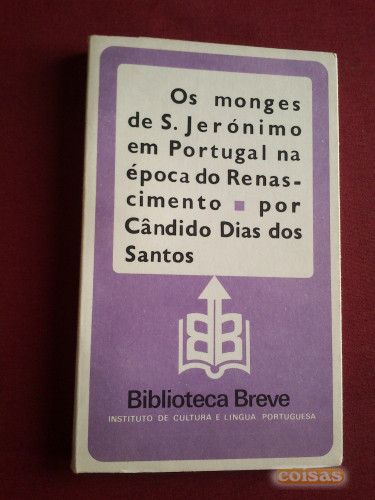 Os monges
de S. Jerónimo
em Portugal na
época do Renas-
cimento ▪ por
Cândido Dias dos
Santos
BB
Biblioteca Breve
INSTITUTO DE CULTURA E LÍNGUA PORTUGUESA
coisas